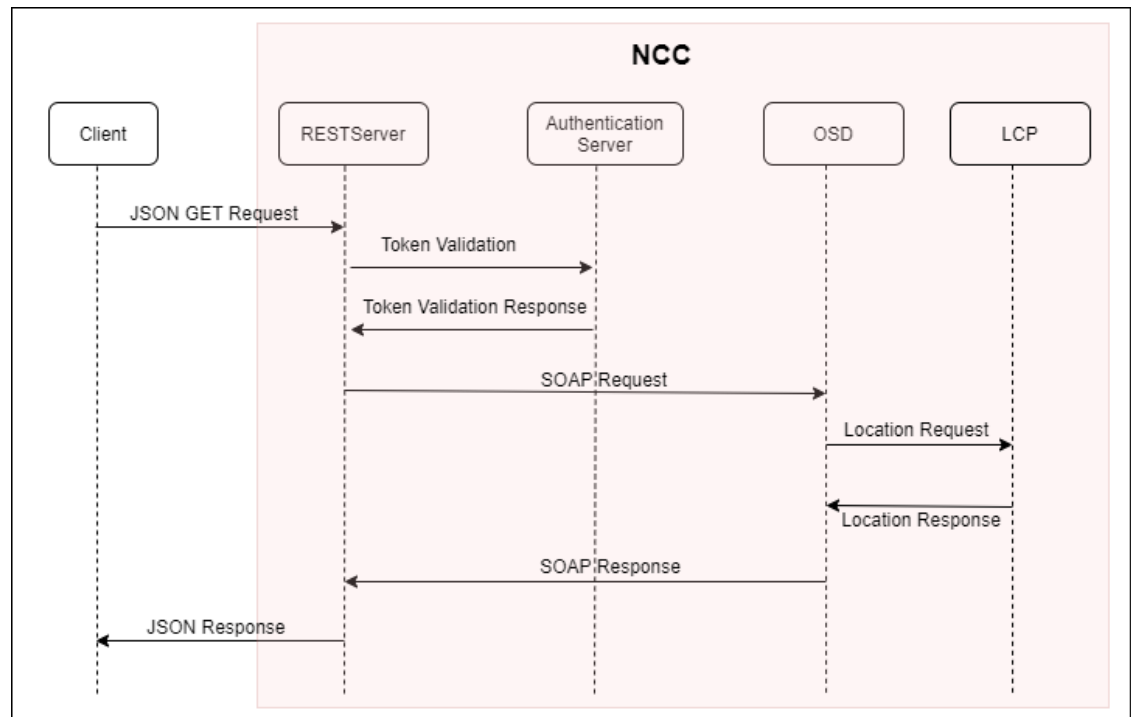 NCC
Client
RESTServer
Authentication
Server
OSD
LCP
JSON GET Request
Token Validation
Token Validation Response
SOAP Request
Location Request
Location Response
SOAP Response
JSON Response